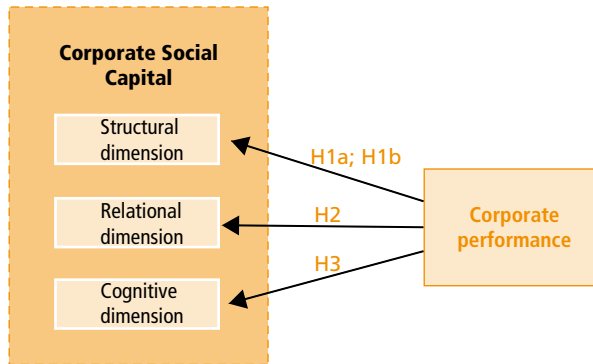 Corporate Social
Capital
Structural
dimension
H1a; H1b
Relational
dimension
H2
Corporate
performance
H3
Cognitive
dimension